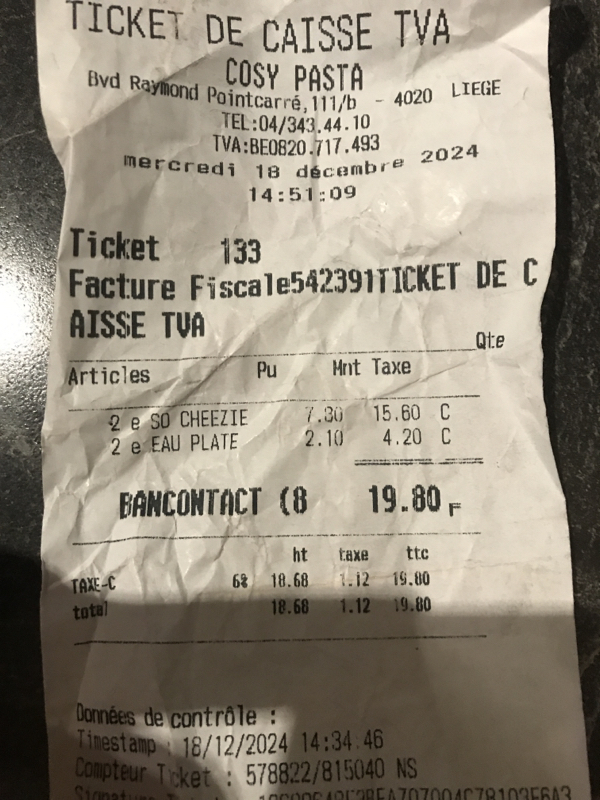 TICKET DE CAISSE TVA
COSY PASTA
Bvd Raymond Pointcarré,111/b - 4020 LIEGE
TEL:04/343.44.10
TVA:BE0820.717.493
mercredi 18 décembre 2024
14:51:09
Ticket 133
Facture Fiscale542391TICKET DE C
AISSE TVA
Qte
Articles Pu Mnt Taxe
2 e SO CHEEZIE 7.80 15.60 C
2 e EAU PLATE 2.10 4.20 C
BANCONTACT (8 19.80 F
ht taxe ttc
TAXE-C 6% 18.68 1.12 19.80
total 18.68 1.12 19.80
Données de contrôle :
Timestamp : 18/12/2024 14:34:46
Compteur Ticket : 578822/815040 NS